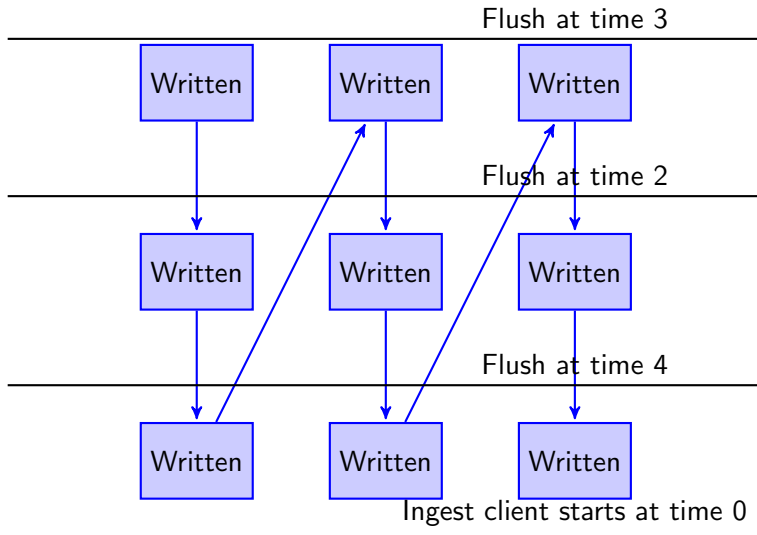 Flush at time 3
Written Written Written
Flush at time 2
Written Written Written
Flush at time 4
Written Written Written
Ingest client starts at time 0